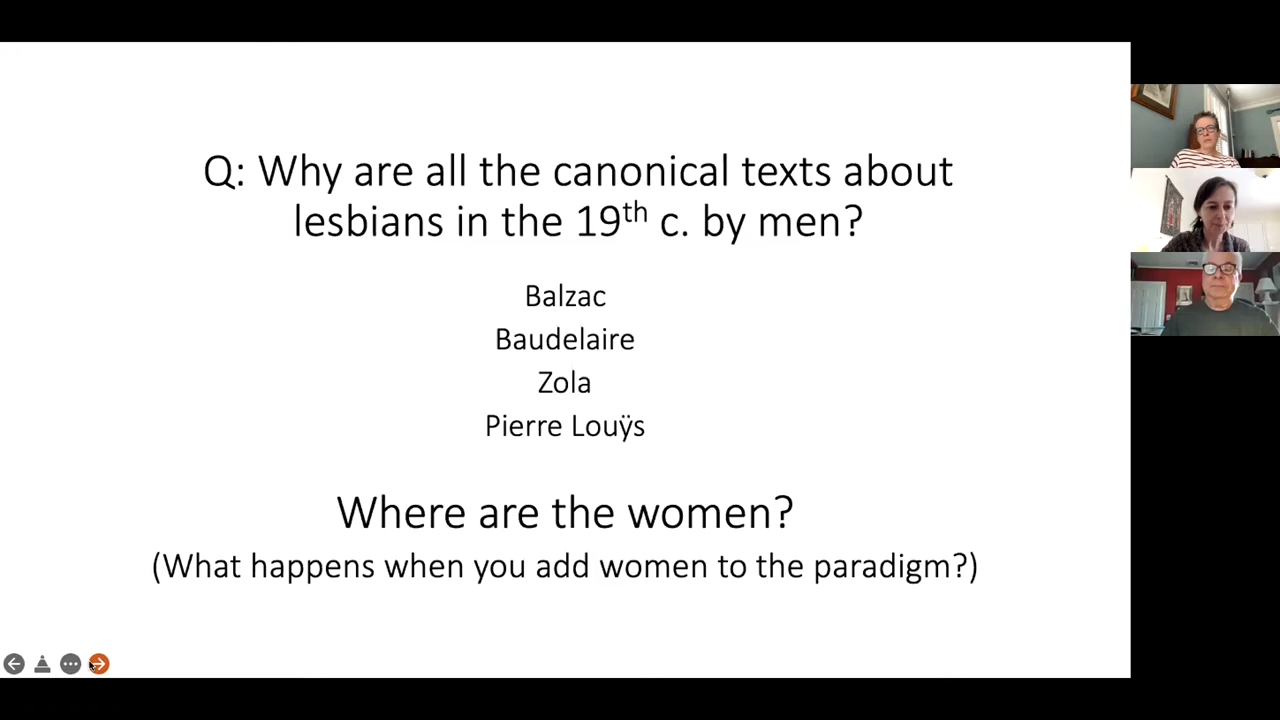 Q: Why are all the canonical texts about
lesbians in the 19th c. by men?
Balzac
Baudelaire
Zola
Pierre Louÿs
Where are the women?
(What happens when you add women to the paradigm?)